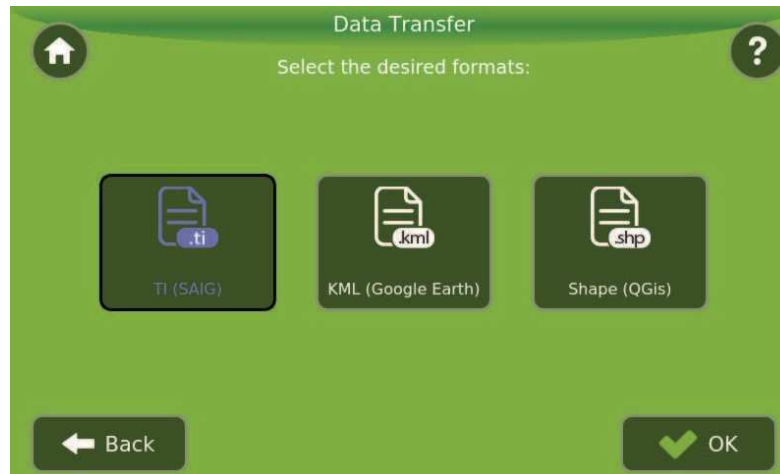 Data Transfer
?
Select the desired formats:
.ti
.kml
.shp
TI (SAIG)
KML (Google Earth)
Shape (QGis)
Back
OK